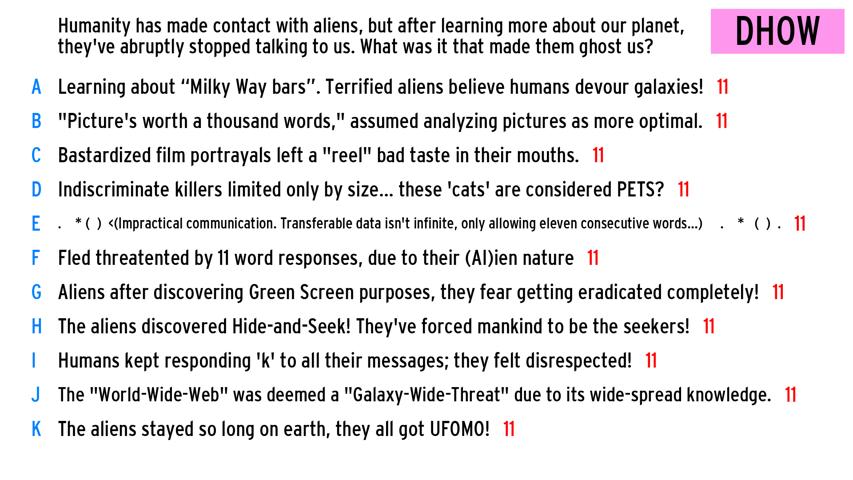 Humanity has made contact with aliens, but after learning more about our planet,
they've abruptly stopped talking to us. What was it that made them ghost us?
DHOW
A Learning about “Milky Way bars”. Terrified aliens believe humans devour galaxies! 11
B "Picture's worth a thousand words," assumed analyzing pictures as more optimal. 11
C Bastardized film portrayals left a "reel" bad taste in their mouths. 11
D Indiscriminate killers limited only by size... these 'cats' are considered PETS? 11
E . *( ) <(Impractical communication. Transferable data isn't infinite, only allowing eleven consecutive words...) . * ( ) . 11
F Fled threatented by 11 word responses, due to their (AI)ien nature 11
G Aliens after discovering Green Screen purposes, they fear getting eradicated completely! 11
H The aliens discovered Hide-and-Seek! They've forced mankind to be the seekers! 11
I Humans kept responding 'k' to all their messages; they felt disrespected! 11
J The "World-Wide-Web" was deemed a "Galaxy-Wide-Threat" due to its wide-spread knowledge. 11
K The aliens stayed so long on earth, they all got UFOMO! 11